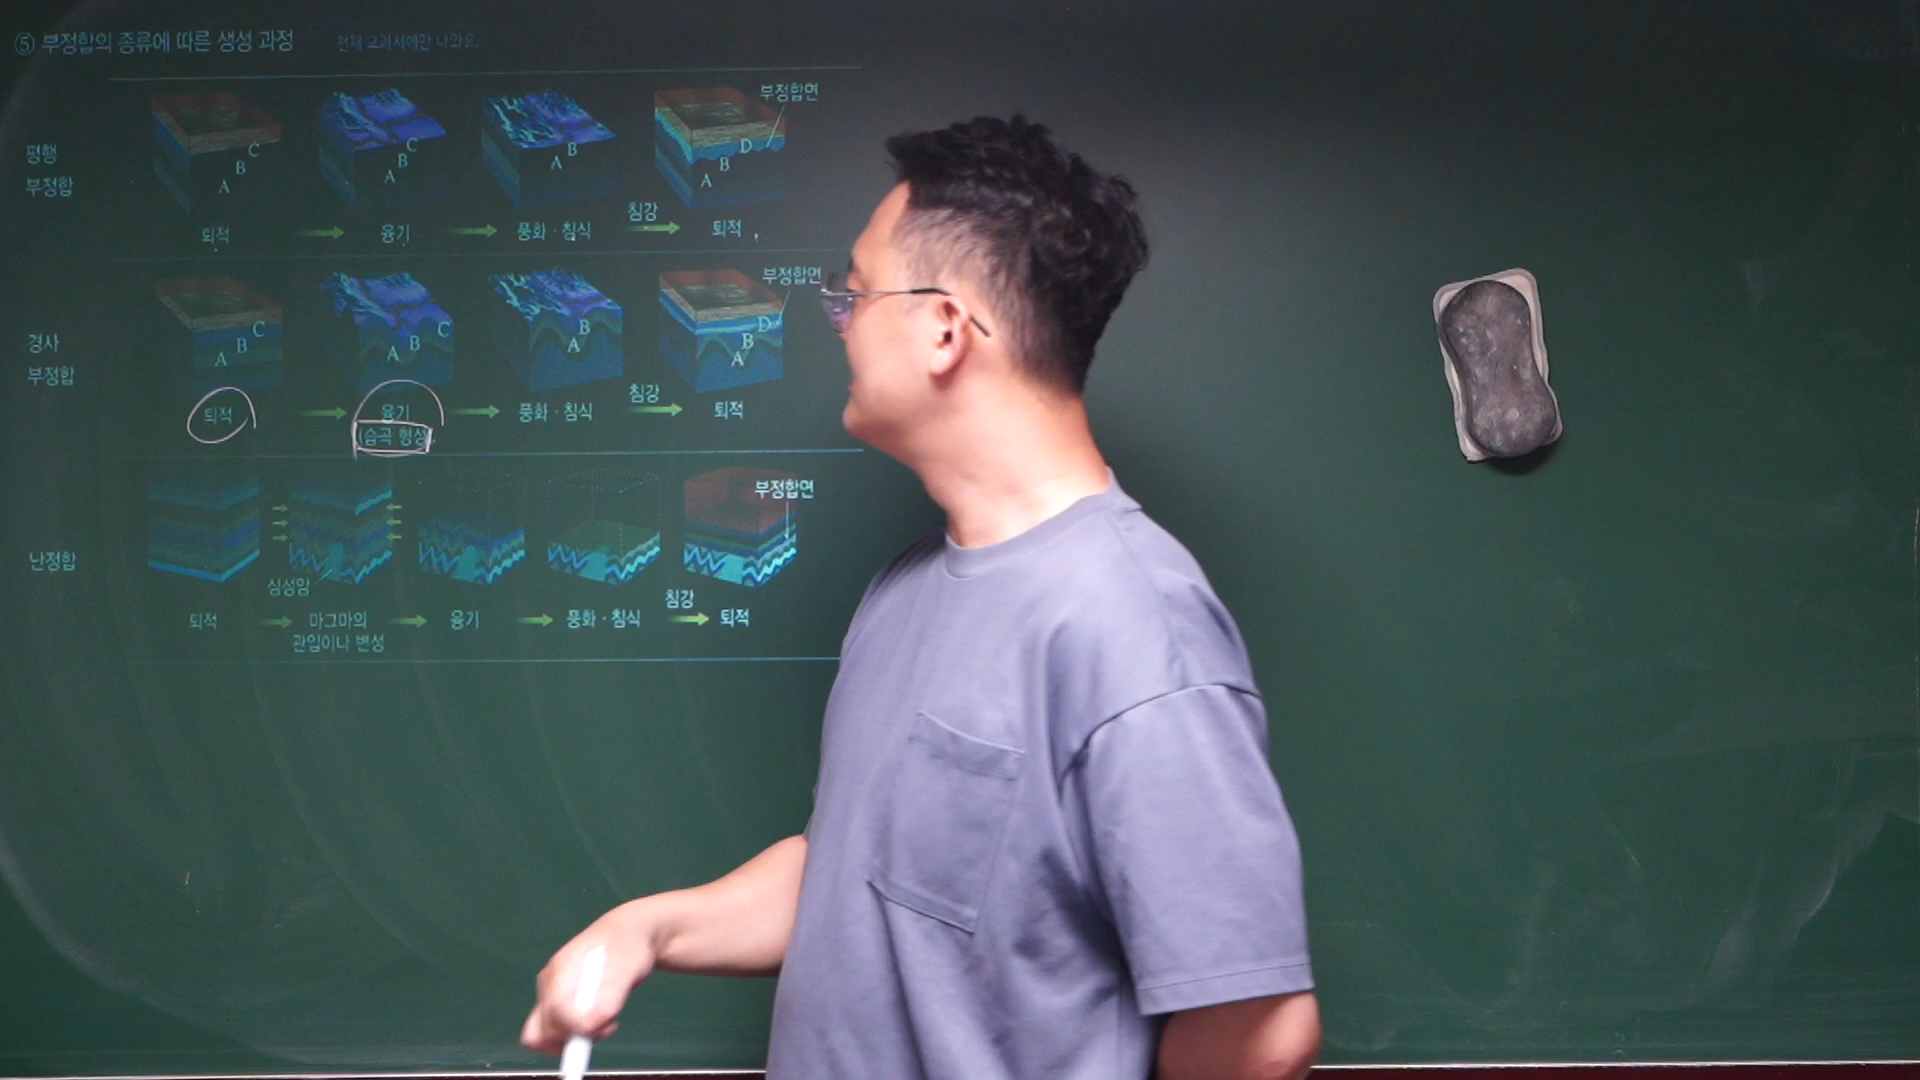 ⑤ 부정합의 종류에 따른 생성 과정 천재 교과서에만 나와요.
부정합면
평행
부정합
A B C
A B C
A B
A B D
퇴적 융기 풍화·침식 침강 퇴적
부정합면
경사
부정합
A B C
A B C
A B
A B D
퇴적 융기 풍화·침식 침강 퇴적
(습곡 형성)
부정합면
난정합
심성암
퇴적 마그마의 융기 풍화·침식 침강 퇴적
관입이나 변성